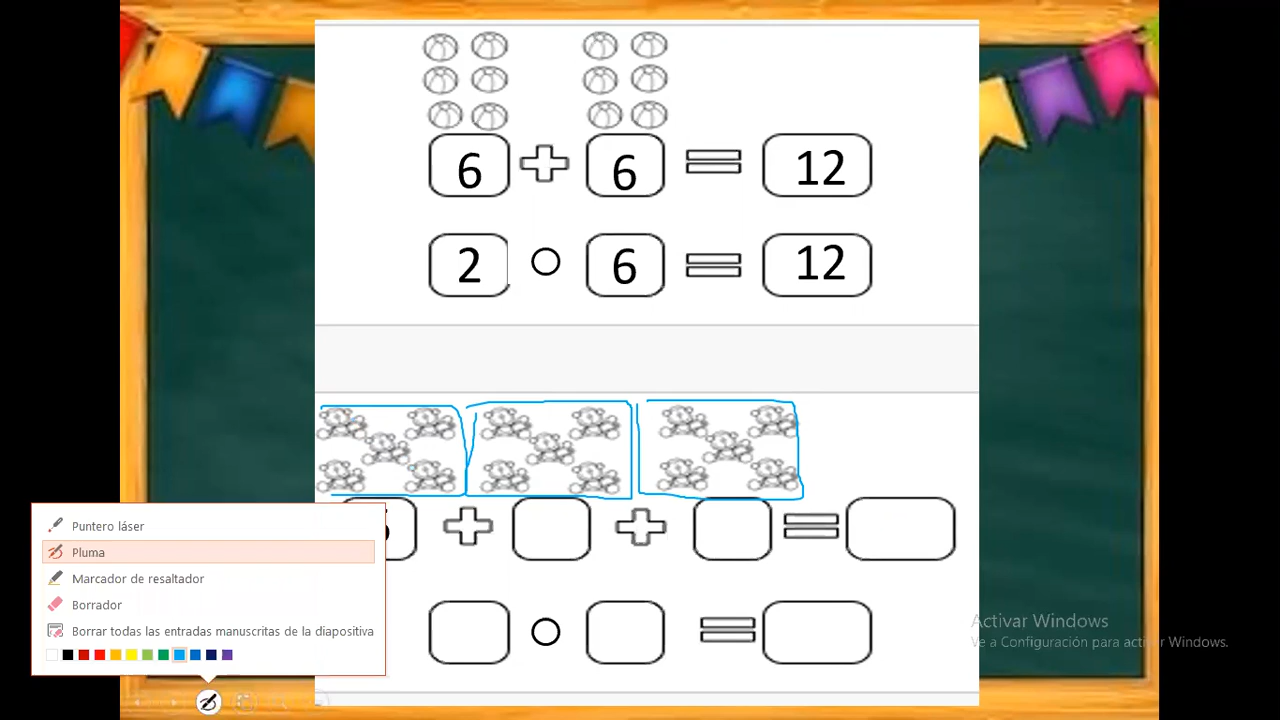 6 + 6 = 12
2 ○ 6 = 12
+ + =
○ =
Puntero láser
Pluma
Marcador de resaltador
Borrador
Borrar todas las entradas manuscritas de la diapositiva
Activar Windows
Ve a Configuración para activar Windows.